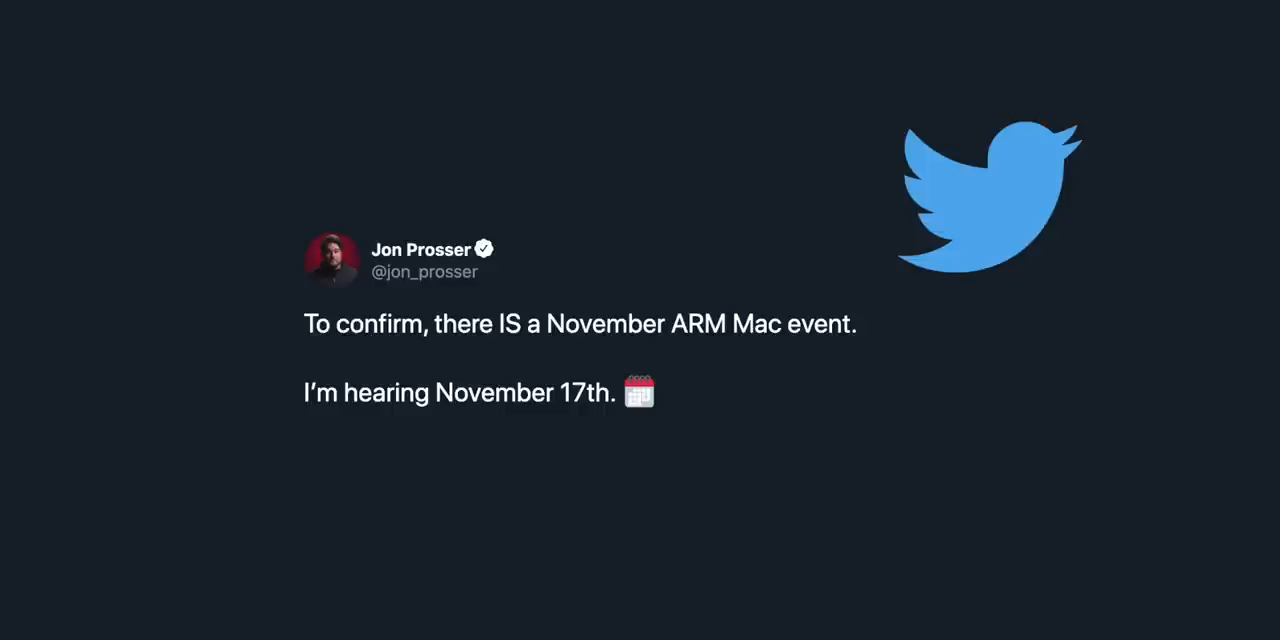 Jon Prosser
@jon_prosser
To confirm, there IS a November ARM Mac event.
I’m hearing November 17th. 🗓️